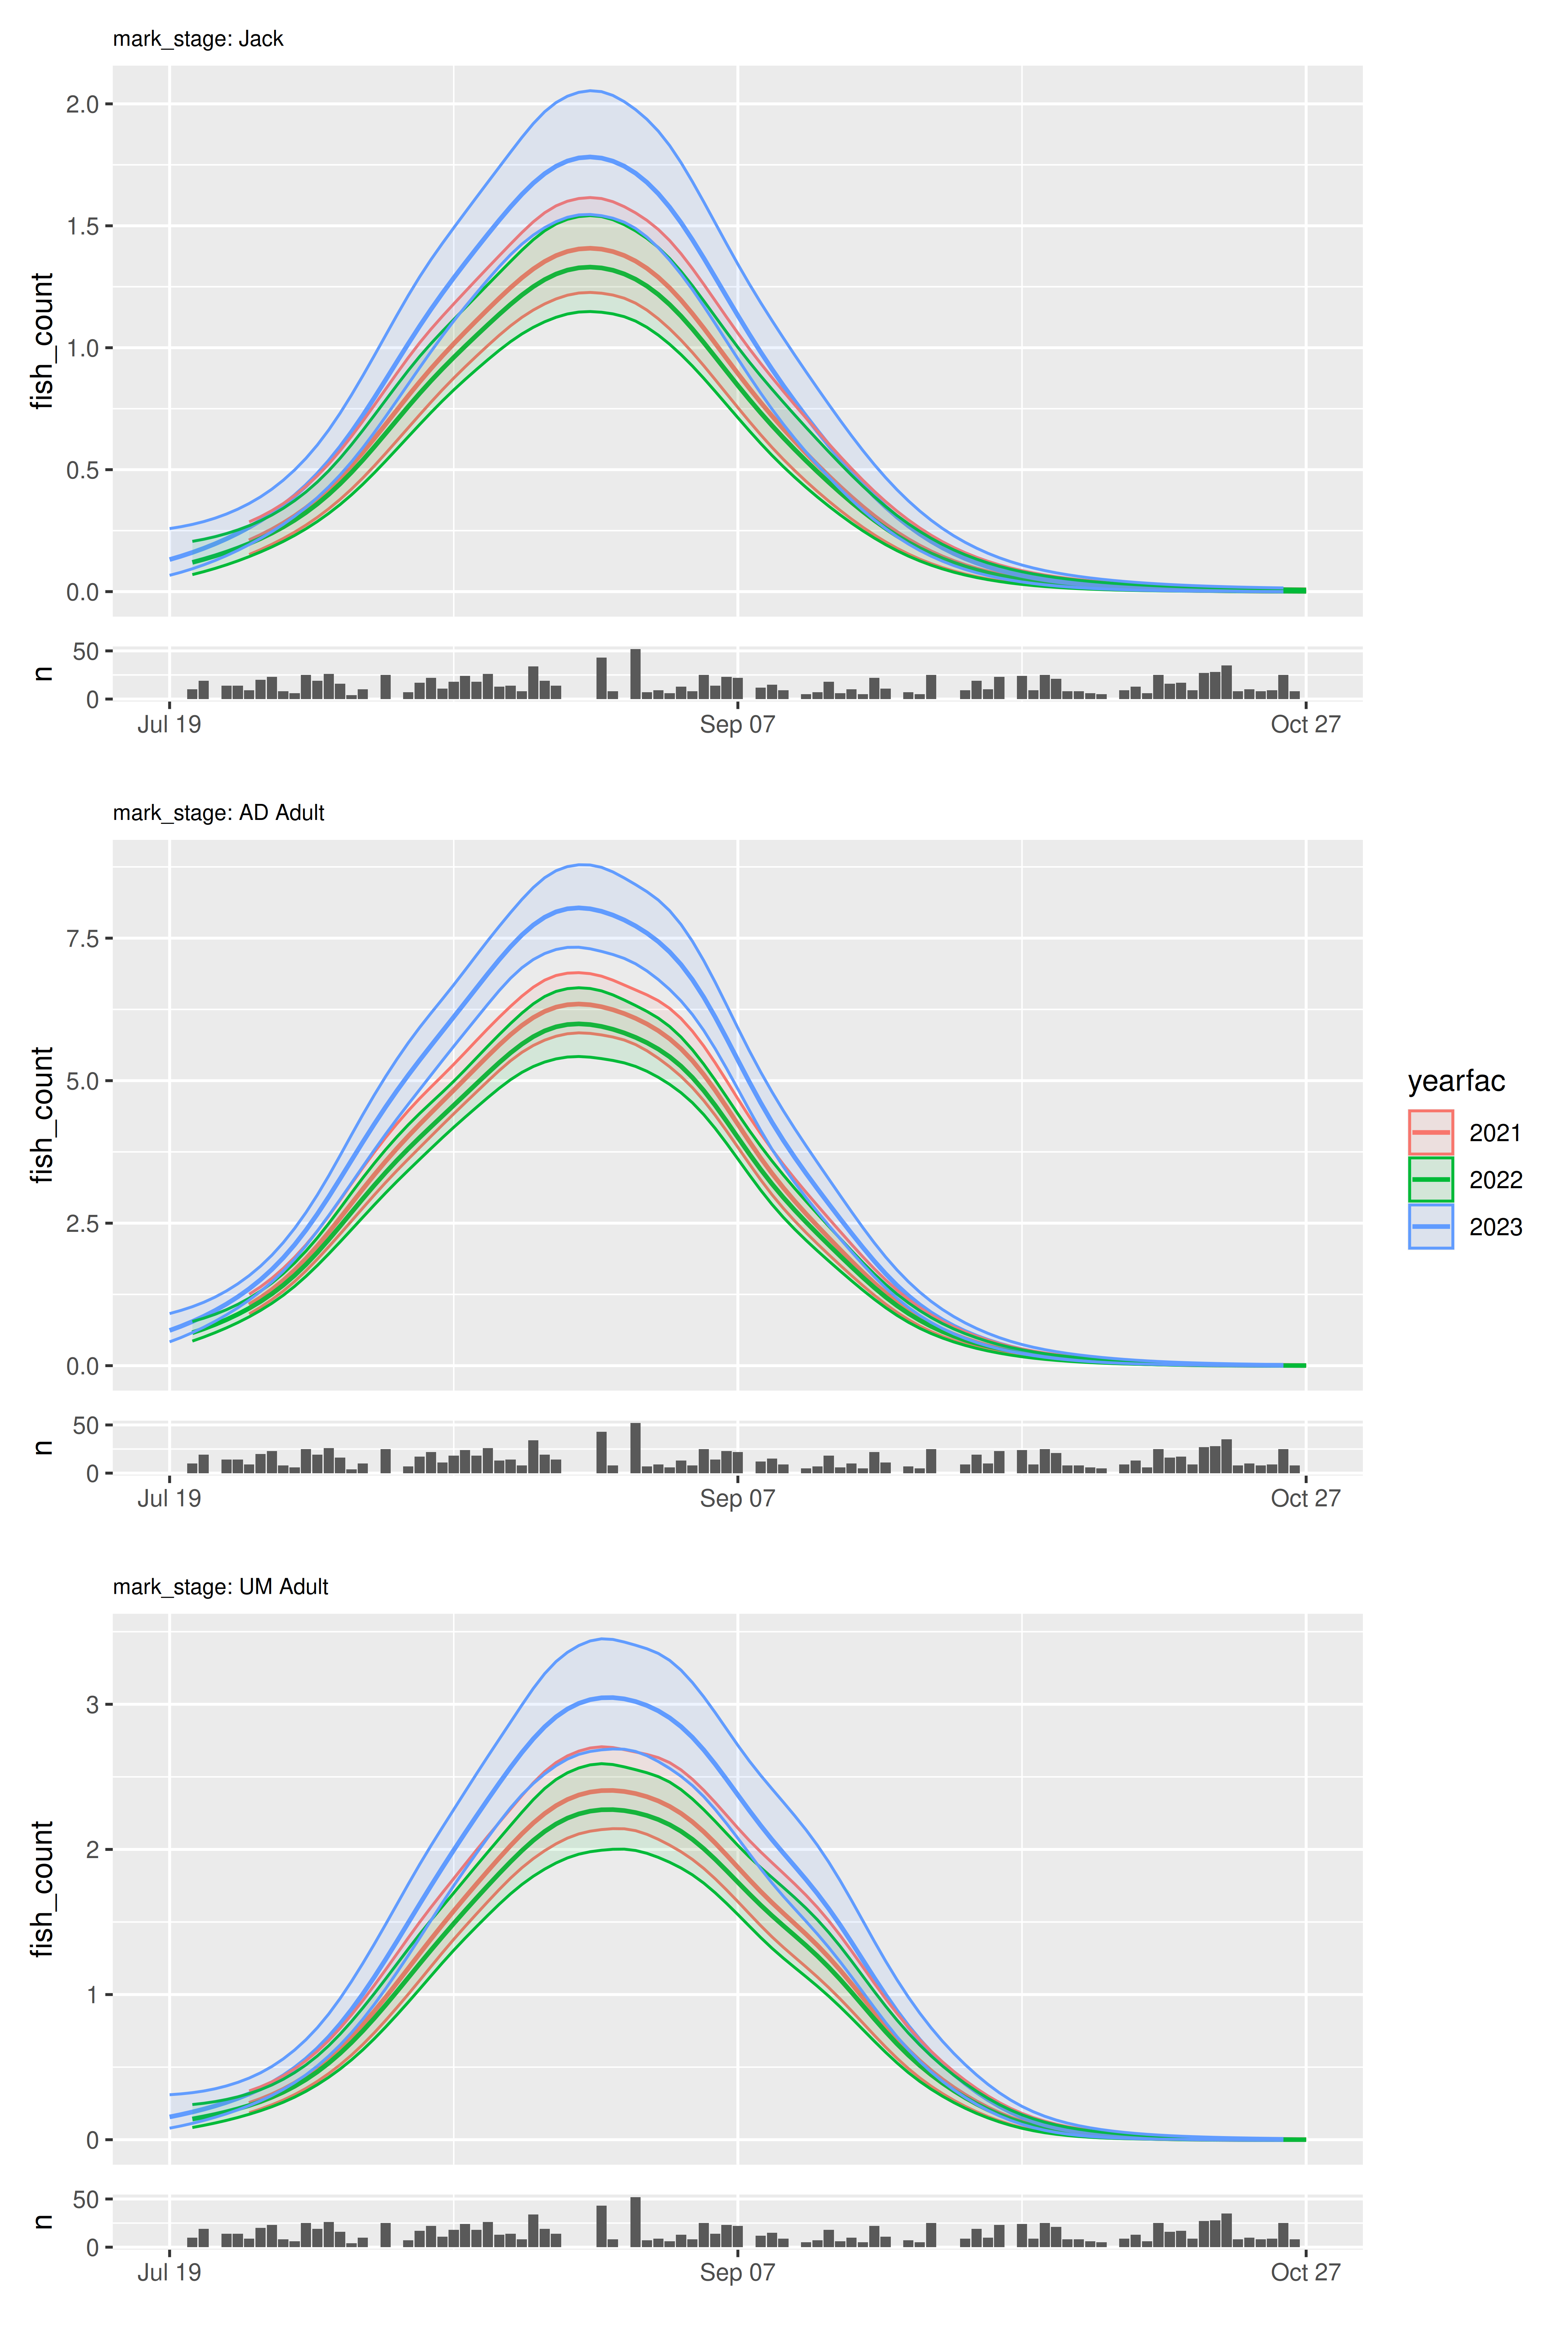 mark_stage: Jack
2.0
1.5
1.0
0.5
0.0
fish_count
50
0
n
Jul 19 Sep 07 Oct 27
mark_stage: AD Adult
7.5
5.0
2.5
0.0
fish_count
yearfac
2021
2022
2023
50
0
n
Jul 19 Sep 07 Oct 27
mark_stage: UM Adult
3
2
1
0
fish_count
50
0
n
Jul 19 Sep 07 Oct 27